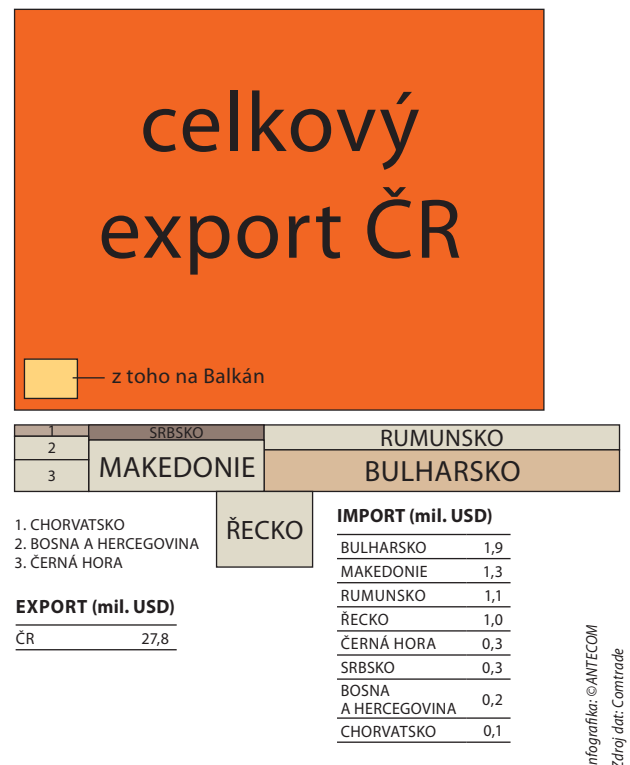 celkový
export ČR
z toho na Balkán
1
2
3
SRBSKO
MAKEDONIE
RUMUNSKO
BULHARSKO
ŘECKO
1. CHORVATSKO
2. BOSNA A HERCEGOVINA
3. ČERNÁ HORA
EXPORT (mil. USD)
ČR 27,8
IMPORT (mil. USD)
BULHARSKO 1,9
MAKEDONIE 1,3
RUMUNSKO 1,1
ŘECKO 1,0
ČERNÁ HORA 0,3
SRBSKO 0,3
BOSNA
A HERCEGOVINA 0,2
CHORVATSKO 0,1
nfografika: ©ANTECOM
Zdroj dat: Comtrade